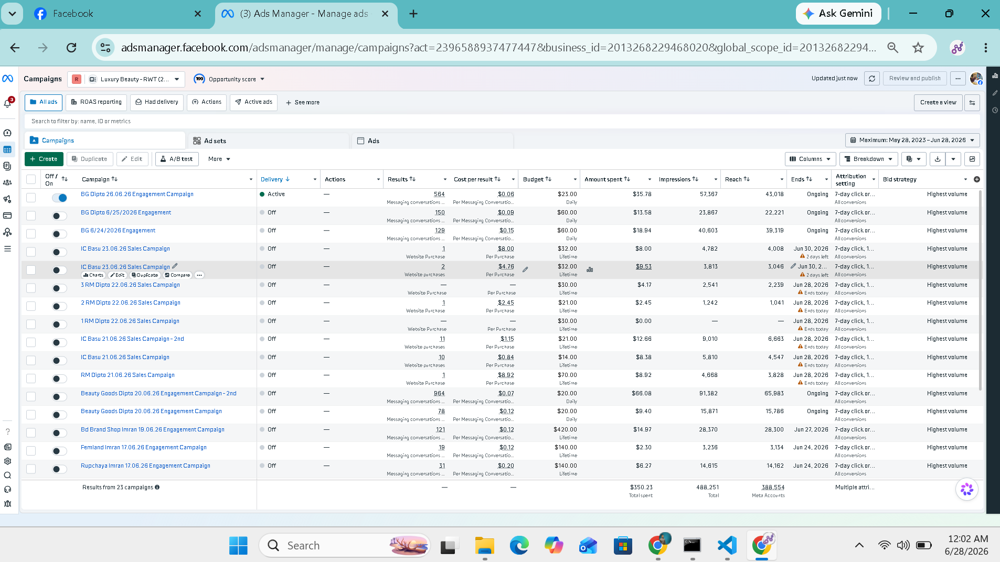 Facebook
(3) Ads Manager - Manage ads -
Ask Gemini
adsmanager.facebook.com/adsmanager/manage/campaigns?act=2396588937477447&business_id=2013268229468020&global_scope_id=20132682294...
Campaigns R Luxury Beauty - RWT (2... 100 Opportunity score Updated just now Review and publish ...
3
All ads ROAS reporting Had delivery Actions Active ads + See more Create a view
Search to filter by: name, ID or metrics
Campaigns Ad sets Ads Maximum: May 28, 2023 – Jun 28, 2026
+ Create Duplicate Edit A/B test More Columns Breakdown
Off / On Campaign Delivery Actions Results Cost per result Budget Amount spent Impressions Reach Ends Attribution setting Bid strategy
BG Dipto 26.06.26 Engagement Campaign Active — 564 $0.06 $23.00 $35.78 57,367 43,018 Ongoing 7-day click or... Highest volume
Messaging conversations ... Per Messaging Conversatio... Daily All conversions
BG Dipto 6/25/2026 Engagement Off — 150 $0.09 $60.00 $13.58 23,867 22,221 Ongoing 7-day click or... Highest volume
Messaging conversations ... Per Messaging Conversatio... Daily All conversions
BG 6/24/2026 Engagement Off — 129 $0.15 $60.00 $18.94 40,603 39,319 Ongoing 7-day click or... Highest volume
Messaging conversations ... Per Messaging Conversatio... Daily All conversions
IC Basu 23.06.26 Sales Campaign Off — 1 $8.00 $32.00 $8.00 4,782 4,008 Jun 30, 2026 7-day click, 1... Highest volume
Website Purchase Per Purchase Lifetime 2 days left All conversions
IC Basu 23.06.26 Sales Campaign Off — 2 $4.76 $32.00 $9.53 3,813 3,046 Jun 30, 2... 7-day click, 1... Highest volume
Charts Edit Duplicate Compare ... Website purchases Per Purchase Lifetime 2 days left All conversions
3 RM Dipto 22.06.26 Sales Campaign Off — — — $30.00 $4.17 2,541 2,239 Jun 28, 2026 7-day click, 1... Highest volume
Website Purchase Per Purchase Lifetime Ends today All conversions
2 RM Dipto 22.06.26 Sales Campaign Off — 1 $2.45 $21.00 $2.45 1,242 1,041 Jun 28, 2026 7-day click, 1... Highest volume
Website Purchase Per Purchase Lifetime Ends today All conversions
1 RM Dipto 22.06.26 Sales Campaign Off — — — $30.00 $0.00 — — Jun 28, 2026 7-day click, 1... Highest volume
Website Purchase Per Purchase Lifetime Ends today All conversions
IC Basu 21.06.26 Sales Campaign – 2nd Off — 11 $1.15 $21.00 $12.66 9,010 6,663 Jun 28, 2026 7-day click, 1... Highest volume
Website purchases Per Purchase Lifetime Ends today All conversions
IC Basu 21.06.26 Sales Campaign Off — 10 $0.84 $14.00 $8.38 5,810 4,547 Jun 28, 2026 7-day click, 1... Highest volume
Website purchases Per Purchase Lifetime Ends today All conversions
RM Dipto 21.06.26 Sales Campaign Off — 1 $8.92 $70.00 $8.92 4,668 3,828 Jun 28, 2026 7-day click, 1... Highest volume
Website Purchase Per Purchase Lifetime Ends today All conversions
Beauty Goods Dipto 20.06.26 Engagement Campaign – 2nd Off — 964 $0.07 $20.00 $66.08 91,382 65,983 Ongoing 7-day click or... Highest volume
Messaging conversations ... Per Messaging Conversatio... Daily All conversions
Beauty Goods Dipto 20.06.26 Engagement Campaign Off — 78 $0.12 $20.00 $9.40 15,871 15,786 Ongoing 7-day click or... Highest volume
Messaging conversations ... Per Messaging Conversatio... Daily All conversions
Bd Brand Shop Imran 19.06.26 Engagement Campaign Off — 121 $0.12 $420.00 $14.97 28,370 28,300 Jun 27, 2026 7-day click or... Highest volume
Messaging conversations ... Per Messaging Conversatio... Lifetime All conversions
Femland Imran 17.06.26 Engagement Campaign Off — 19 $0.12 $140.00 $2.30 3,236 3,134 Jun 24, 2026 7-day click or... Highest volume
Messaging conversations ... Per Messaging Conversatio... Lifetime All conversions
Rupchaya Imran 17.06.26 Engagement Campaign Off — 31 $0.20 $140.00 $6.27 14,615 14,162 Jun 24, 2026 7-day click or... Highest volume
Messaging conversations ... Per Messaging Conversatio... Lifetime All conversions
Results from 23 campaigns — — $350.23 488,251 388,554 Multiple attri...
Total spent Total Meta Accounts
Search
12:02 AM
6/28/2026